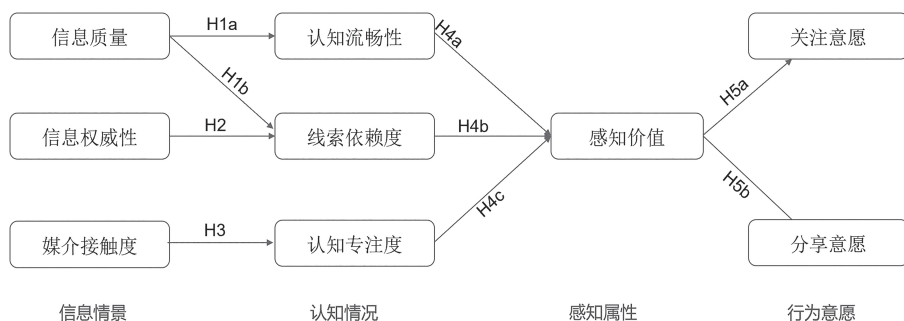 信息质量
H1a
认知流畅性
H4a
关注意愿
H1b
H5a
信息权威性
H2
线索依赖度
H4b
感知价值
H5b
H4c
媒介接触度
H3
认知专注度
分享意愿
信息情景
认知情况
感知属性
行为意愿